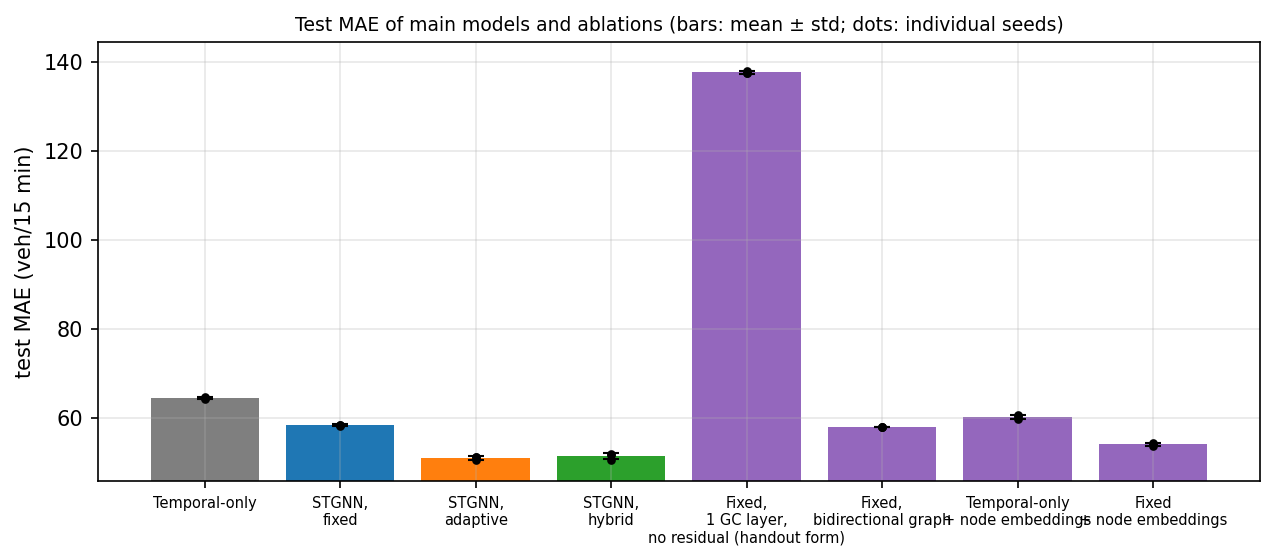 Test MAE of main models and ablations (bars: mean ± std; dots: individual seeds)
test MAE (veh/15 min)
140
120
100
80
60
Temporal-only
STGNN,
fixed
STGNN,
adaptive
STGNN,
hybrid
Fixed,
1 GC layer,
no residual (handout form)
Fixed,
bidirectional graph
Temporal-only
+ node embeddings
Fixed
+ node embeddings